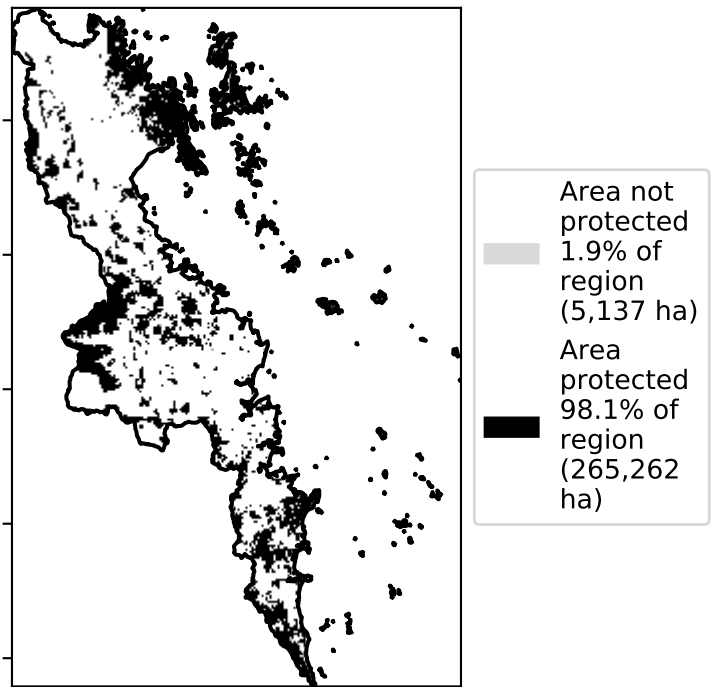 Area not
protected
1.9% of
region
(5,137 ha)
Area
protected
98.1% of
region
(265,262
ha)